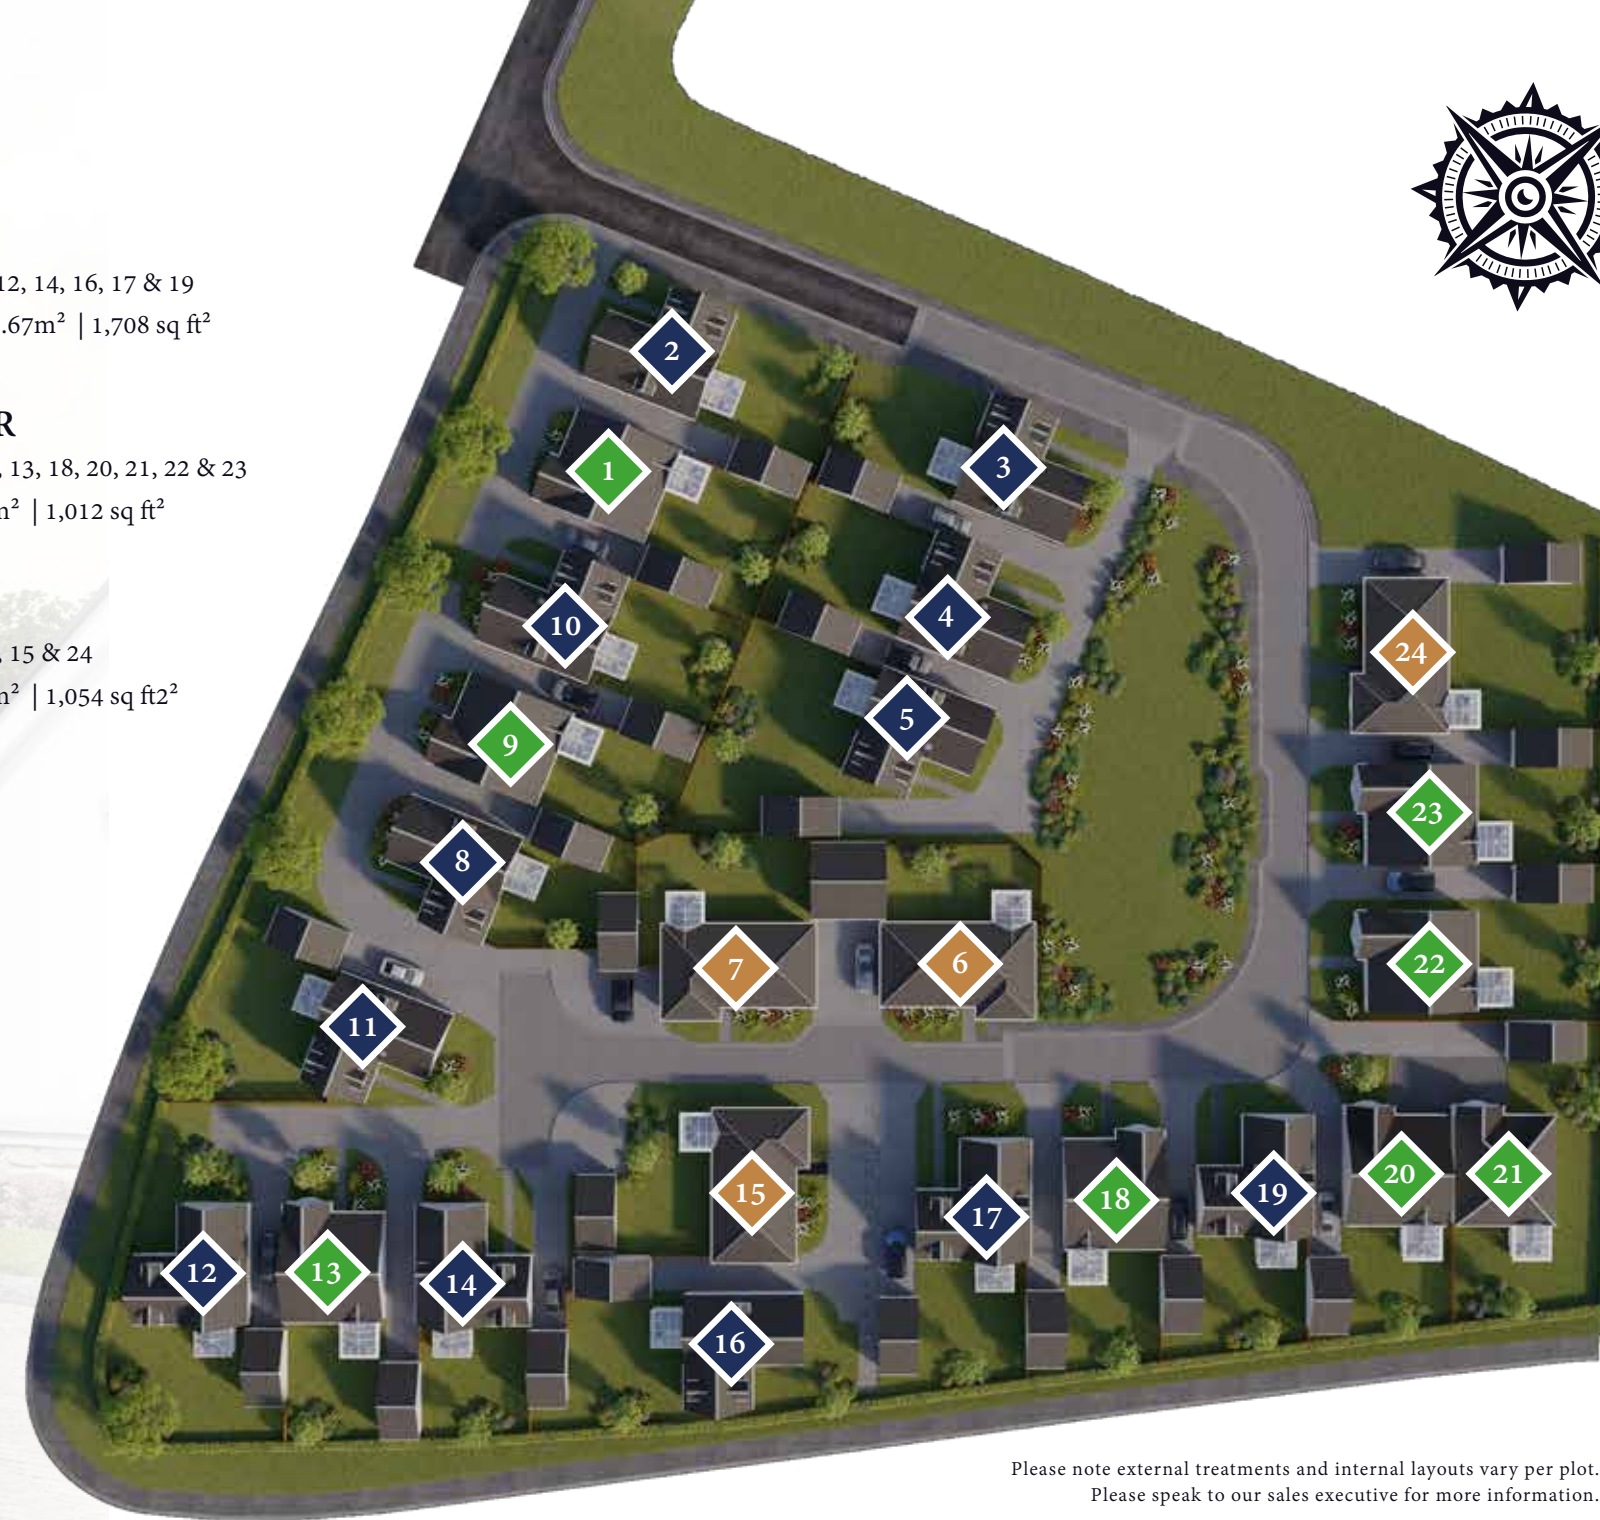 12, 14, 16, 17 & 19
.67m² | 1,708 sq ft²
R
, 13, 18, 20, 21, 22 & 23
m² | 1,012 sq ft²
, 15 & 24
m² | 1,054 sq ft2²
2
1
3
10
4
5
9
8
7
6
11
24
23
22
15
12
13
14
16
17
18
19
20
21
Please note external treatments and internal layouts vary per plot.
Please speak to our sales executive for more information.